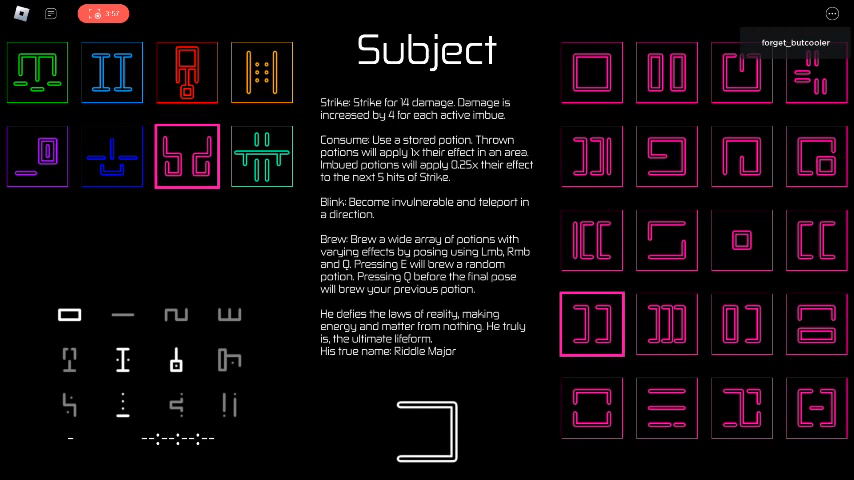 3:57
Subject
forget_butcooler
Strike: Strike for 14 damage. Damage is
increased by 4 for each active imbue.
Consume: Use a stored potion. Thrown
potions will apply 1x their effect in an area.
Imbued potions will apply 0.25x their effect
to the next 5 hits of Strike.
Blink: Become invulnerable and teleport in
a direction.
Brew: Brew a wide array of potions with
varying effects by posing using Lmb, Rmb
and Q. Pressing E will brew a random
potion. Pressing Q before the final pose
will brew your previous potion.
He defies the laws of reality, making
energy and matter from nothing. He truly
is, the ultimate lifeform.
His true name: Riddle Major
- --:--:--:--